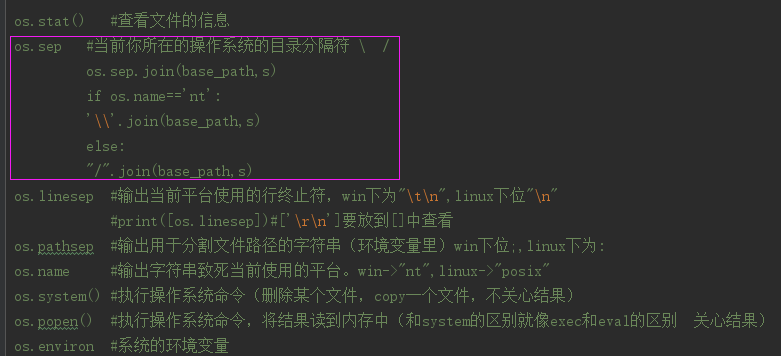 os.stat() #查看文件的信息
os.sep #当前你所在的操作系统的目录分隔符 \ /
os.sep.join(base_path,s)
if os.name=='nt':
'\\'.join(base_path,s)
else:
"/".join(base_path,s)
os.linesep #输出当前平台使用的行终止符，win下为"\t\n",linux下位"\n"
#print([os.linesep])#['\r\n']要放到[]中查看
os.pathsep #输出用于分割文件路径的字符串（环境变量里）win下位;,linux下为:
os.name #输出字符串致死当前使用的平台。win->"nt",linux->"posix"
os.system() #执行操作系统命令（删除某个文件，copy一个文件，不关心结果）
os.popen() #执行操作系统命令，将结果读到内存中（和system的区别就像exec和eval的区别 关心结果）
os.environ #系统的环境变量